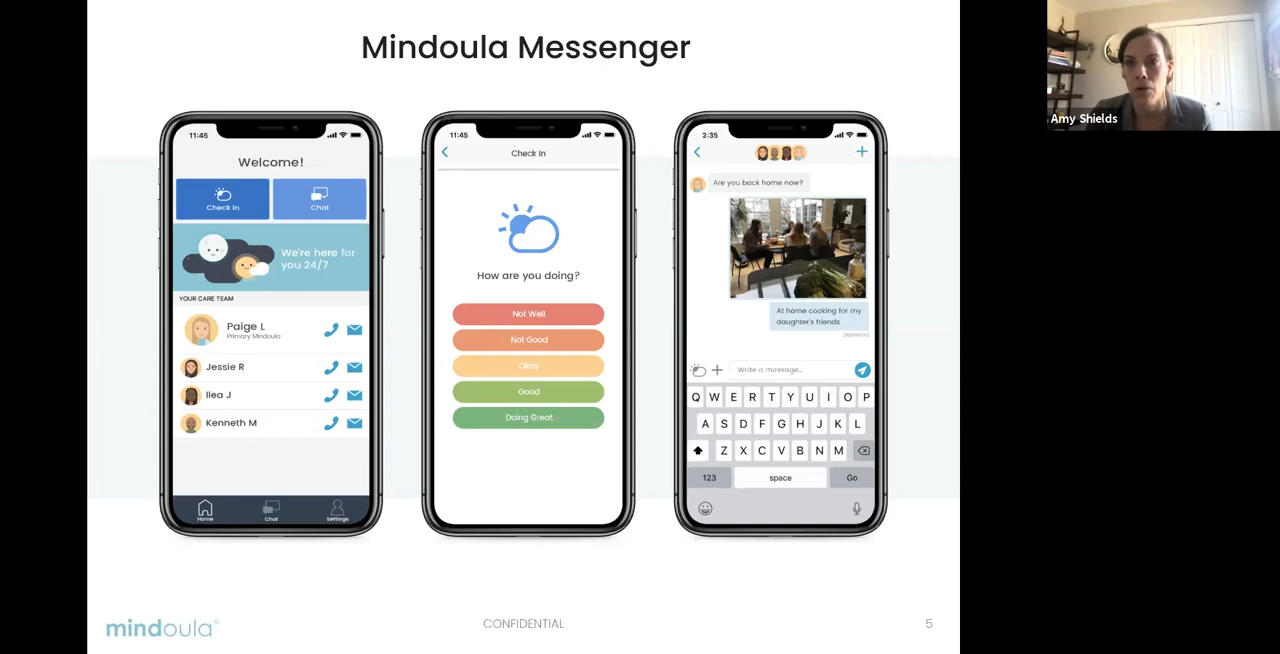 Mindoula Messenger
Amy Shields
11:45
Welcome!
Check In
Chat
We're here for
you 24/7
YOUR CARE TEAM
Paige L
Primary Mindoula
Jessie R
Ilea J
Kenneth M
Home
Chat
Settings
11:45
Check In
How are you doing?
Not Well
Not Good
Okay
Good
Doing Great
2:35
Are you back home now?
At home cooking for my
daughter's friends
Delivered
Write a message...
Q W E R T Y U I O P
A S D F G H J K L
Z X C V B N M
123 space Go
mindoula®
CONFIDENTIAL
5